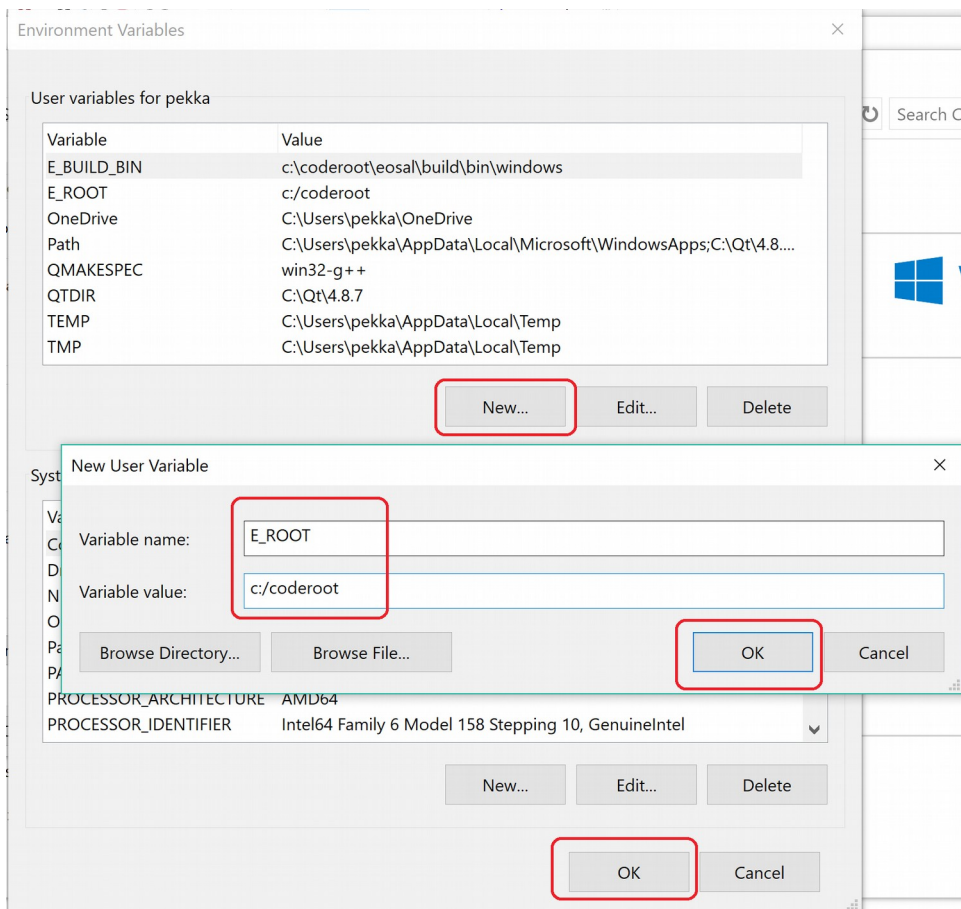 Environment Variables
User variables for pekka
Search
Variable Value
E_BUILD_BIN c:\coderoot\eosal\build\bin\windows
E_ROOT c:/coderoot
OneDrive C:\Users\pekka\OneDrive
Path C:\Users\pekka\AppData\Local\Microsoft\WindowsApps;C:\Qt\4.8....
QMAKESPEC win32-g++
QTDIR C:\Qt\4.8.7
TEMP C:\Users\pekka\AppData\Local\Temp
TMP C:\Users\pekka\AppData\Local\Temp
New... Edit... Delete
Syst
New User Variable
Variable name: E_ROOT
Variable value: c:/coderoot
Browse Directory... Browse File... OK Cancel
PROCESSOR_ARCHITECTURE AMD64
PROCESSOR_IDENTIFIER Intel64 Family 6 Model 158 Stepping 10, GenuineIntel
New... Edit... Delete
OK Cancel